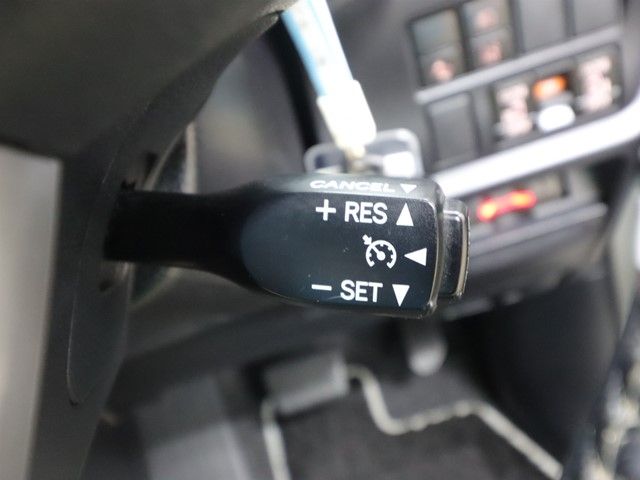 CANCEL ▼
+ RES ▲
◄
− SET ▼